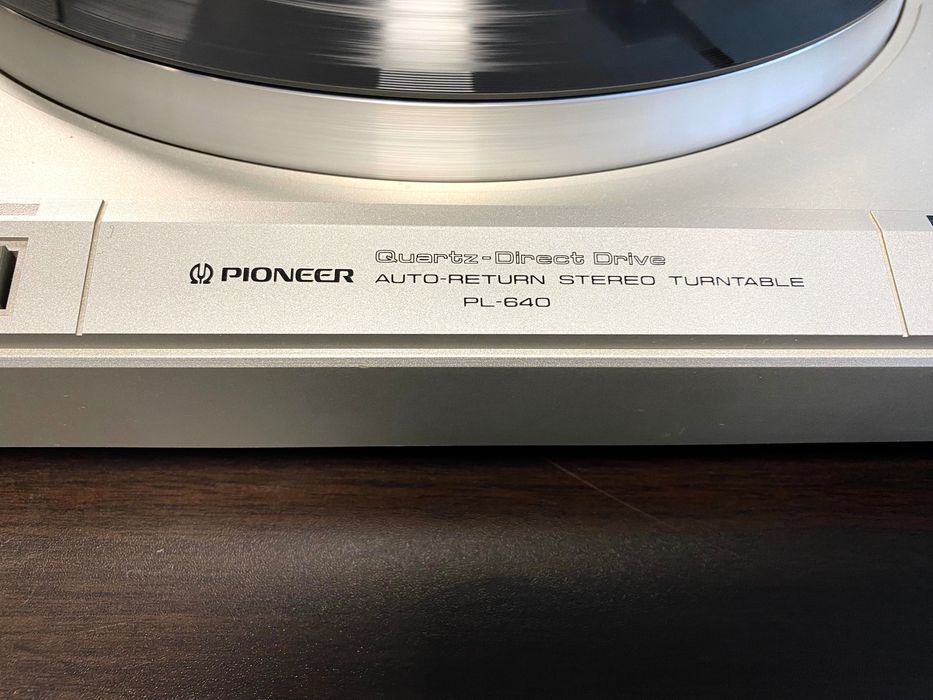 PIONEER
Quartz-Direct Drive
AUTO-RETURN STEREO TURNTABLE
PL-640